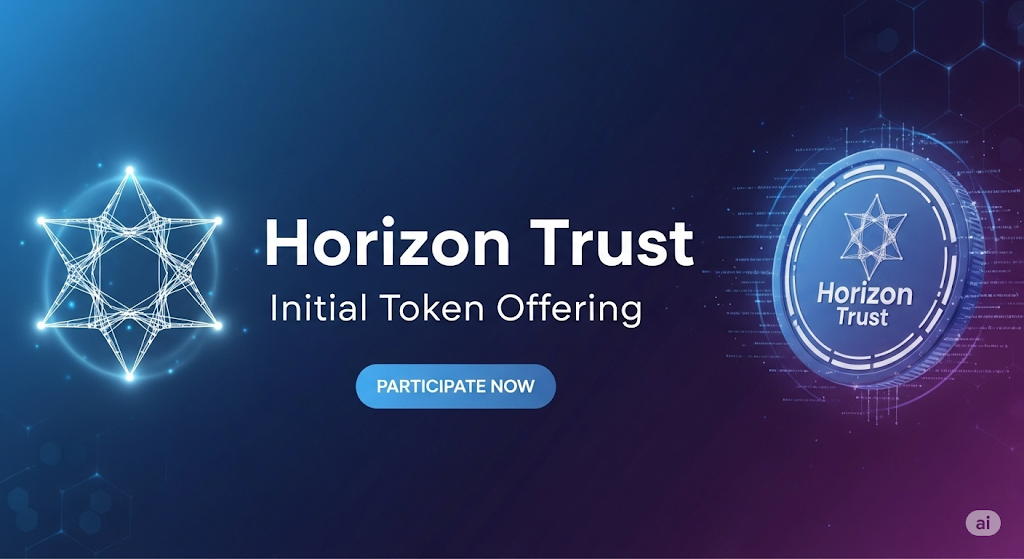 Horizon Trust
Initial Token Offering
PARTICIPATE NOW
Horizon
Trust
ai